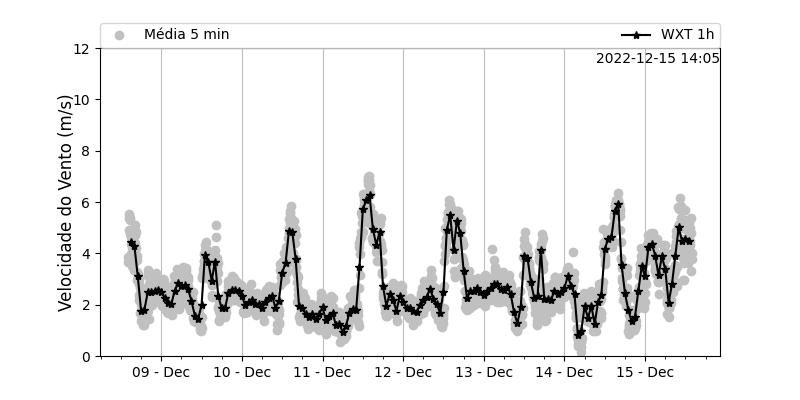 Média 5 min
WXT 1h
2022-12-15 14:05
Velocidade do Vento (m/s)
12
10
8
6
4
2
0
09 - Dec
10 - Dec
11 - Dec
12 - Dec
13 - Dec
14 - Dec
15 - Dec